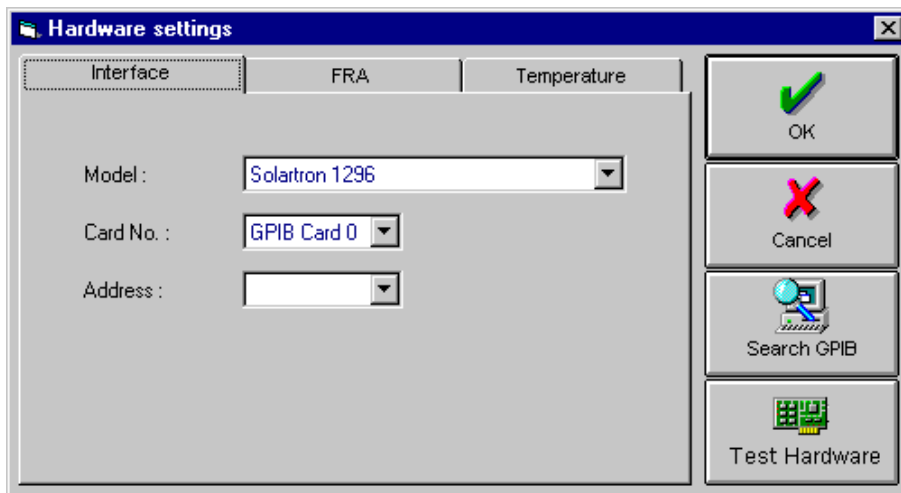 Hardware settings
Interface
FRA
Temperature
Model :
Solartron 1296
Card No. :
GPIB Card 0
Address :
OK
Cancel
Search GPIB
Test Hardware